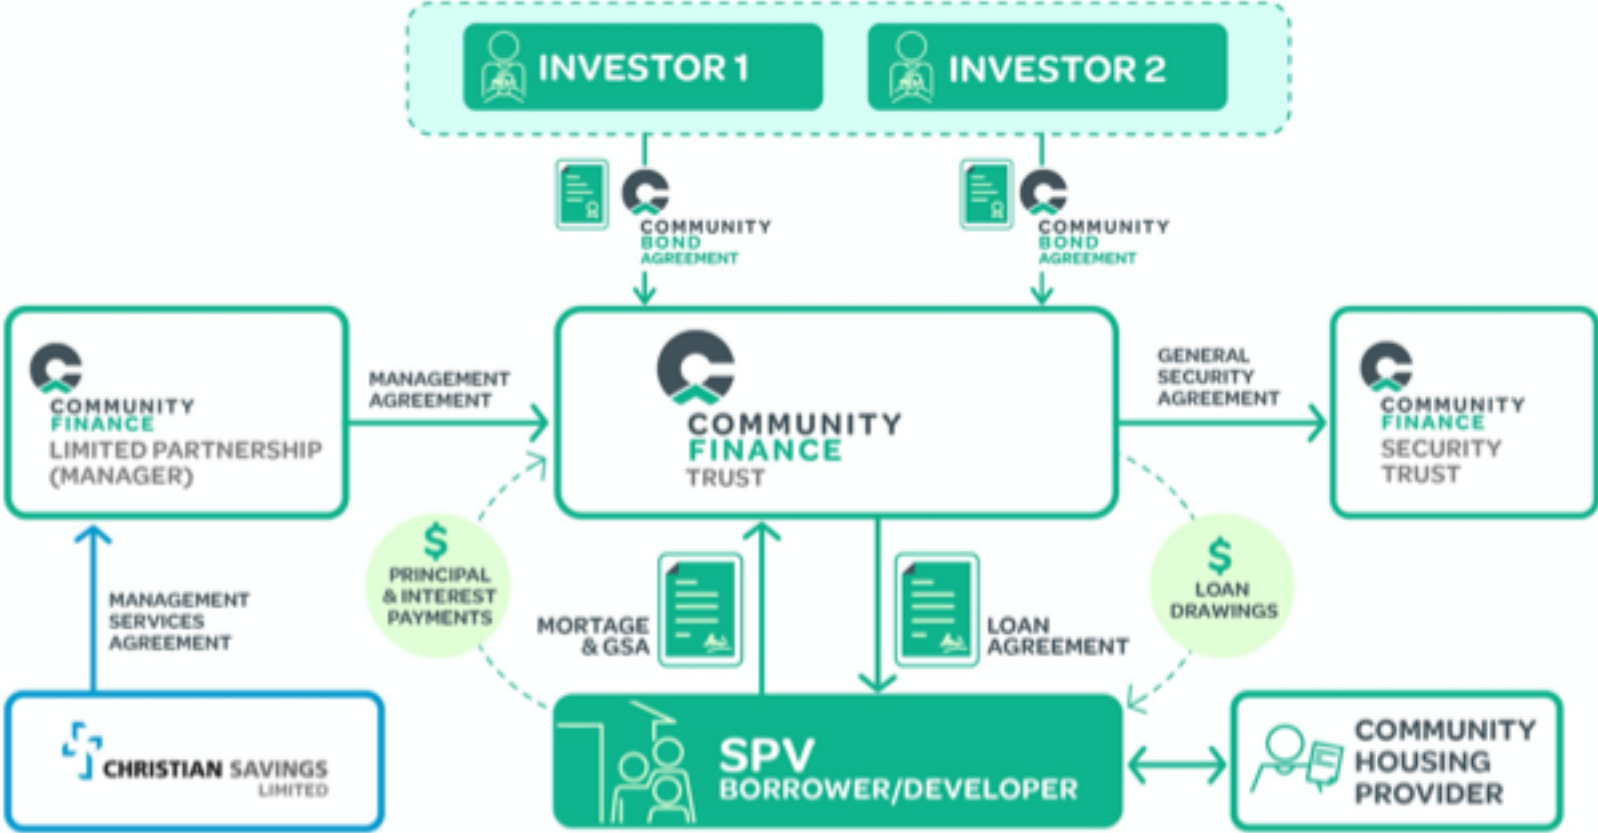 INVESTOR 1
INVESTOR 2
COMMUNITY
BOND
AGREEMENT
COMMUNITY
BOND
AGREEMENT
COMMUNITY
FINANCE
LIMITED PARTNERSHIP
(MANAGER)
MANAGEMENT
AGREEMENT
COMMUNITY
FINANCE
TRUST
GENERAL
SECURITY
AGREEMENT
COMMUNITY
FINANCE
SECURITY
TRUST
$
PRINCIPAL
& INTEREST
PAYMENTS
$
LOAN
DRAWINGS
MANAGEMENT
SERVICES
AGREEMENT
MORTAGE
& GSA
LOAN
AGREEMENT
CHRISTIAN SAVINGS
LIMITED
SPV
BORROWER/DEVELOPER
COMMUNITY
HOUSING
PROVIDER